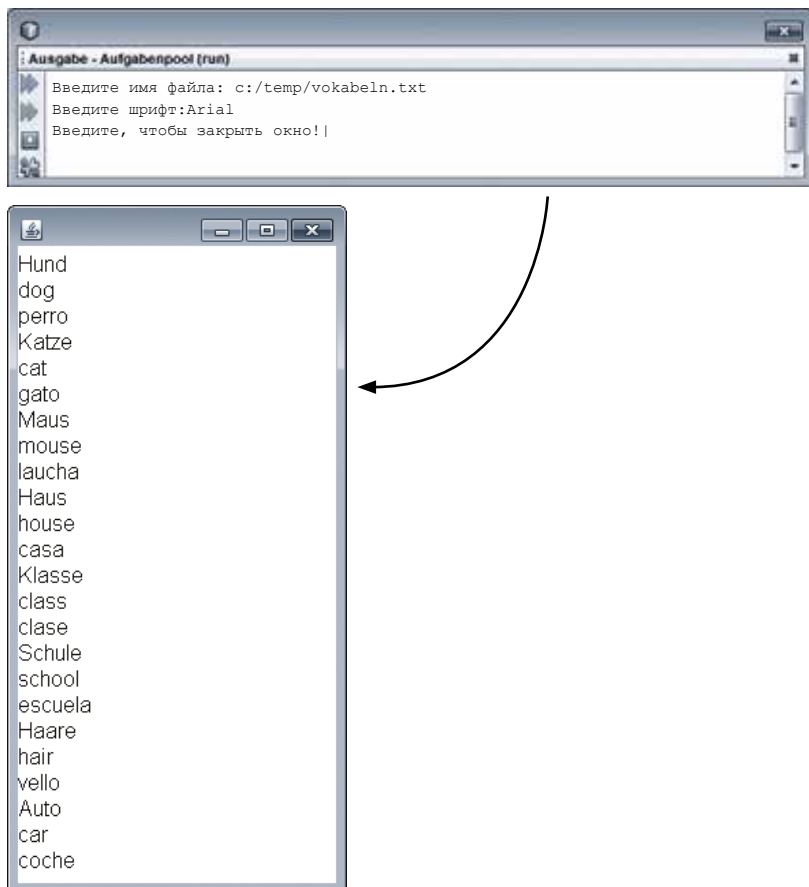 Ausgabe - Aufgabenpool (run)
Введите имя файла: c:/temp/vokabeln.txt
Введите шрифт:Arial
Введите, чтобы закрыть окно!|
Hund
dog
perro
Katze
cat
gato
Maus
mouse
laucha
Haus
house
casa
Klasse
class
clase
Schule
school
escuela
Haare
hair
vello
Auto
car
coche